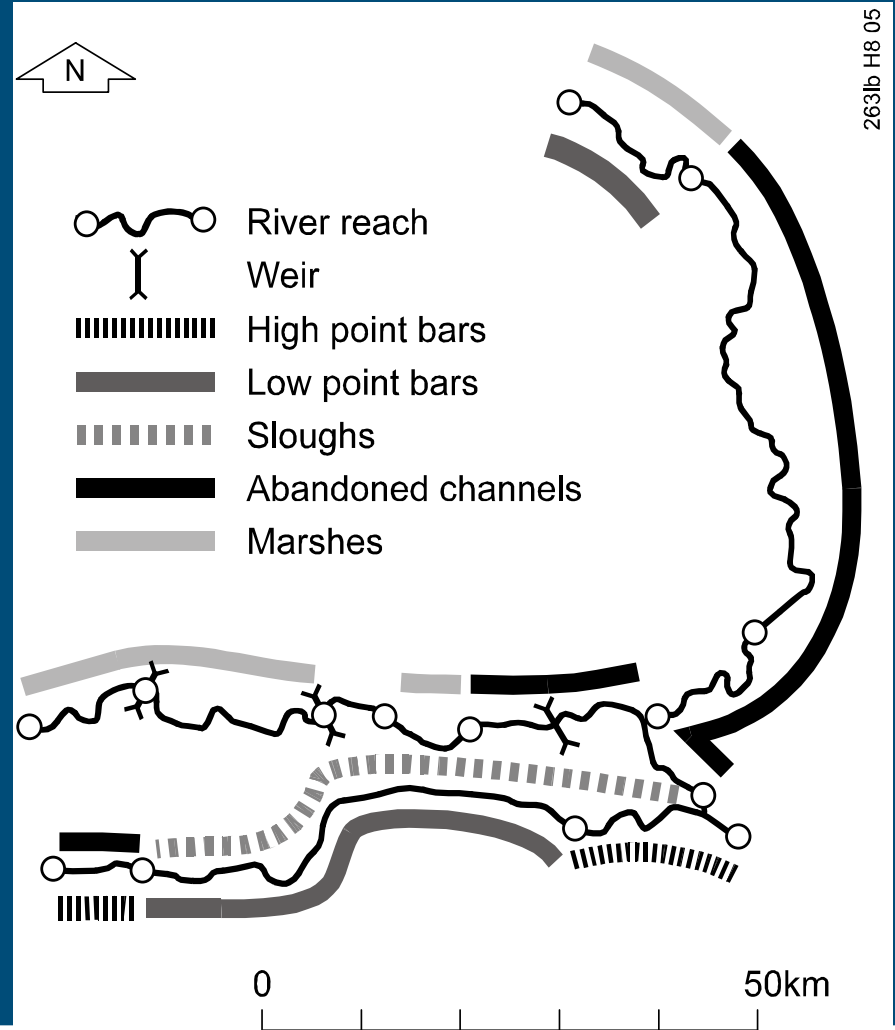 263lb H8 05
N
River reach
Weir
High point bars
Low point bars
Sloughs
Abandoned channels
Marshes
0 50km